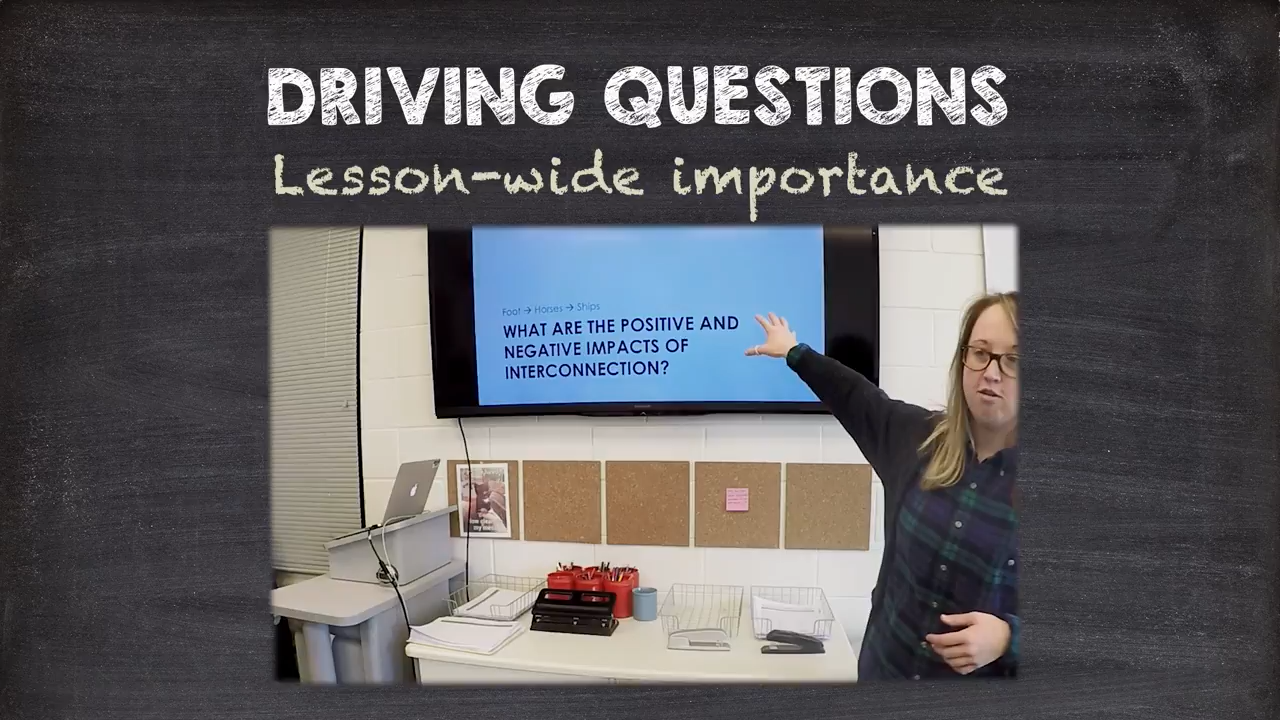 DRIVING QUESTIONS
Lesson-wide importance
Foot → Horses → Ships
WHAT ARE THE POSITIVE AND
NEGATIVE IMPACTS OF
INTERCONNECTION?